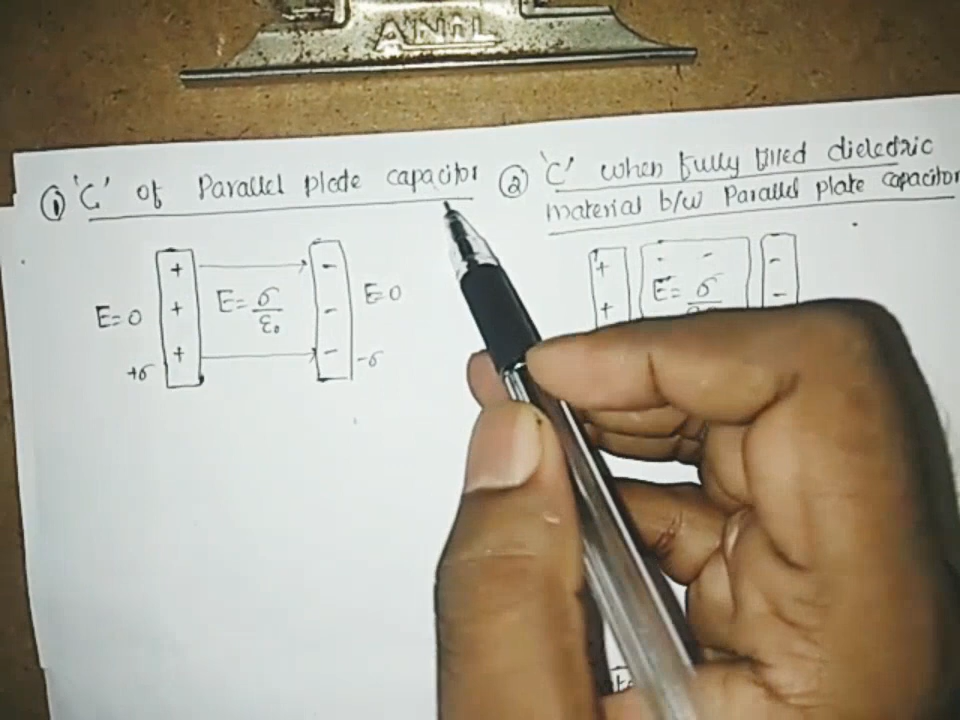 ANIL
① 'C' of Parallel plate capacitor
② 'C' when fully filled dielectric
material b/w Parallel plate capacitor
+ -
E=0 + E=σ/ε₀ - E=0
+σ + - -σ
+ - - -
+ E= σ -